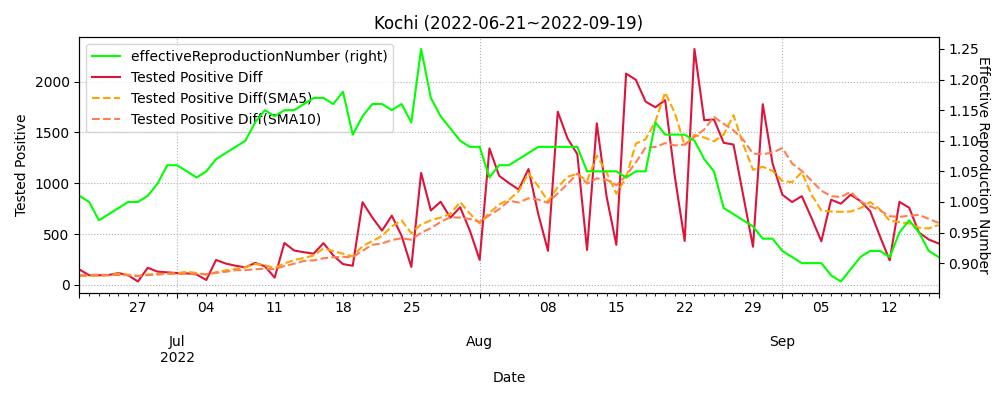 Kochi (2022-06-21~2022-09-19)
effectiveReproductionNumber (right)
Tested Positive Diff
Tested Positive Diff(SMA5)
Tested Positive Diff(SMA10)
Tested Positive
2000
1500
1000
500
0
1.25
1.20
1.15
1.10
1.05
1.00
0.95
0.90
Effective Reproduction Number
27 04 11 18 25 08 15 22 29 05 12
Jul Aug Sep
2022
Date